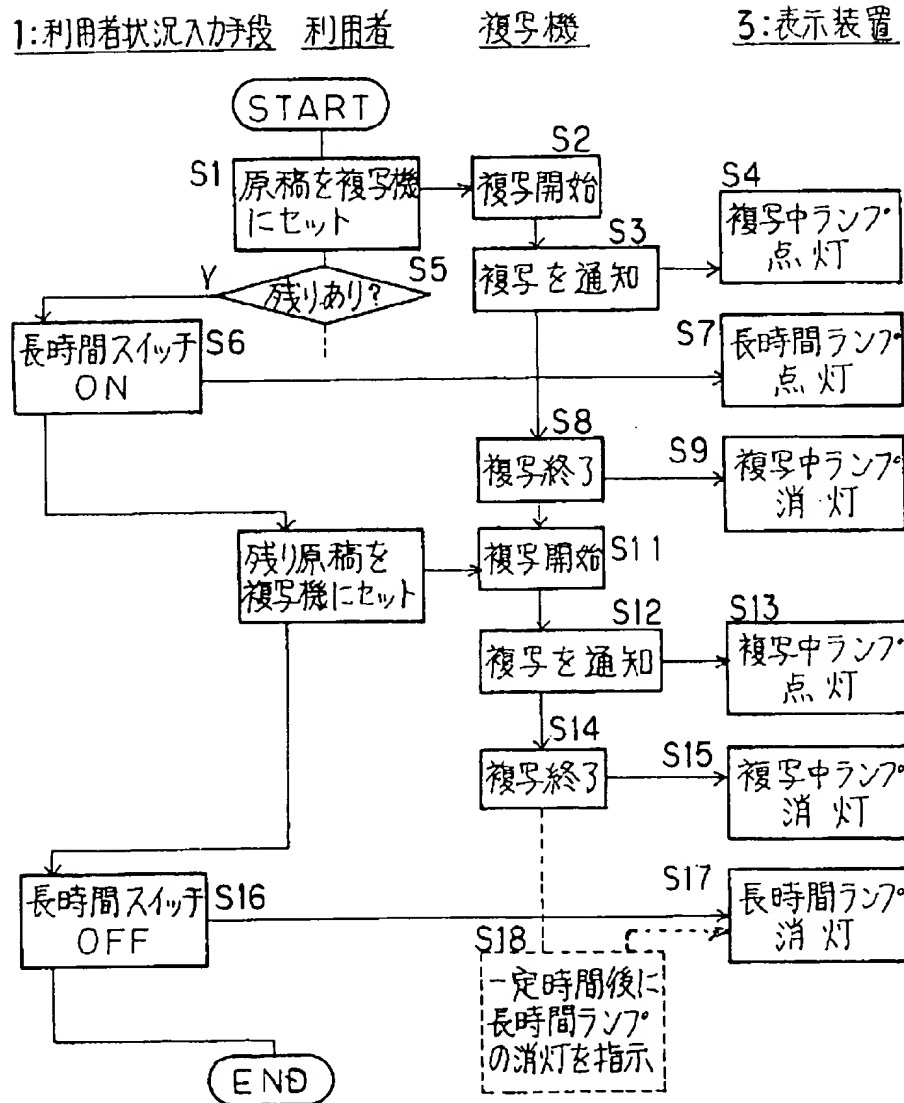 1:利用者状況入力手段 利用者 複写機 3:表示装置
START
S1
原稿を複写機
にセット
S2
複写開始
S3
複写を通知
S4
複写中ランプ
点灯
S5
残りあり?
Y
S6
長時間スイッチ
ON
S7
長時間ランプ
点灯
S8
複写終了
S9
複写中ランプ
消灯
残り原稿を
複写機にセット
S11
複写開始
S12
複写を通知
S13
複写中ランプ
点灯
S14
複写終了
S15
複写中ランプ
消灯
S16
長時間スイッチ
OFF
S17
長時間ランプ
消灯
S18
一定時間後に
長時間ランプ
の消灯を指示
END